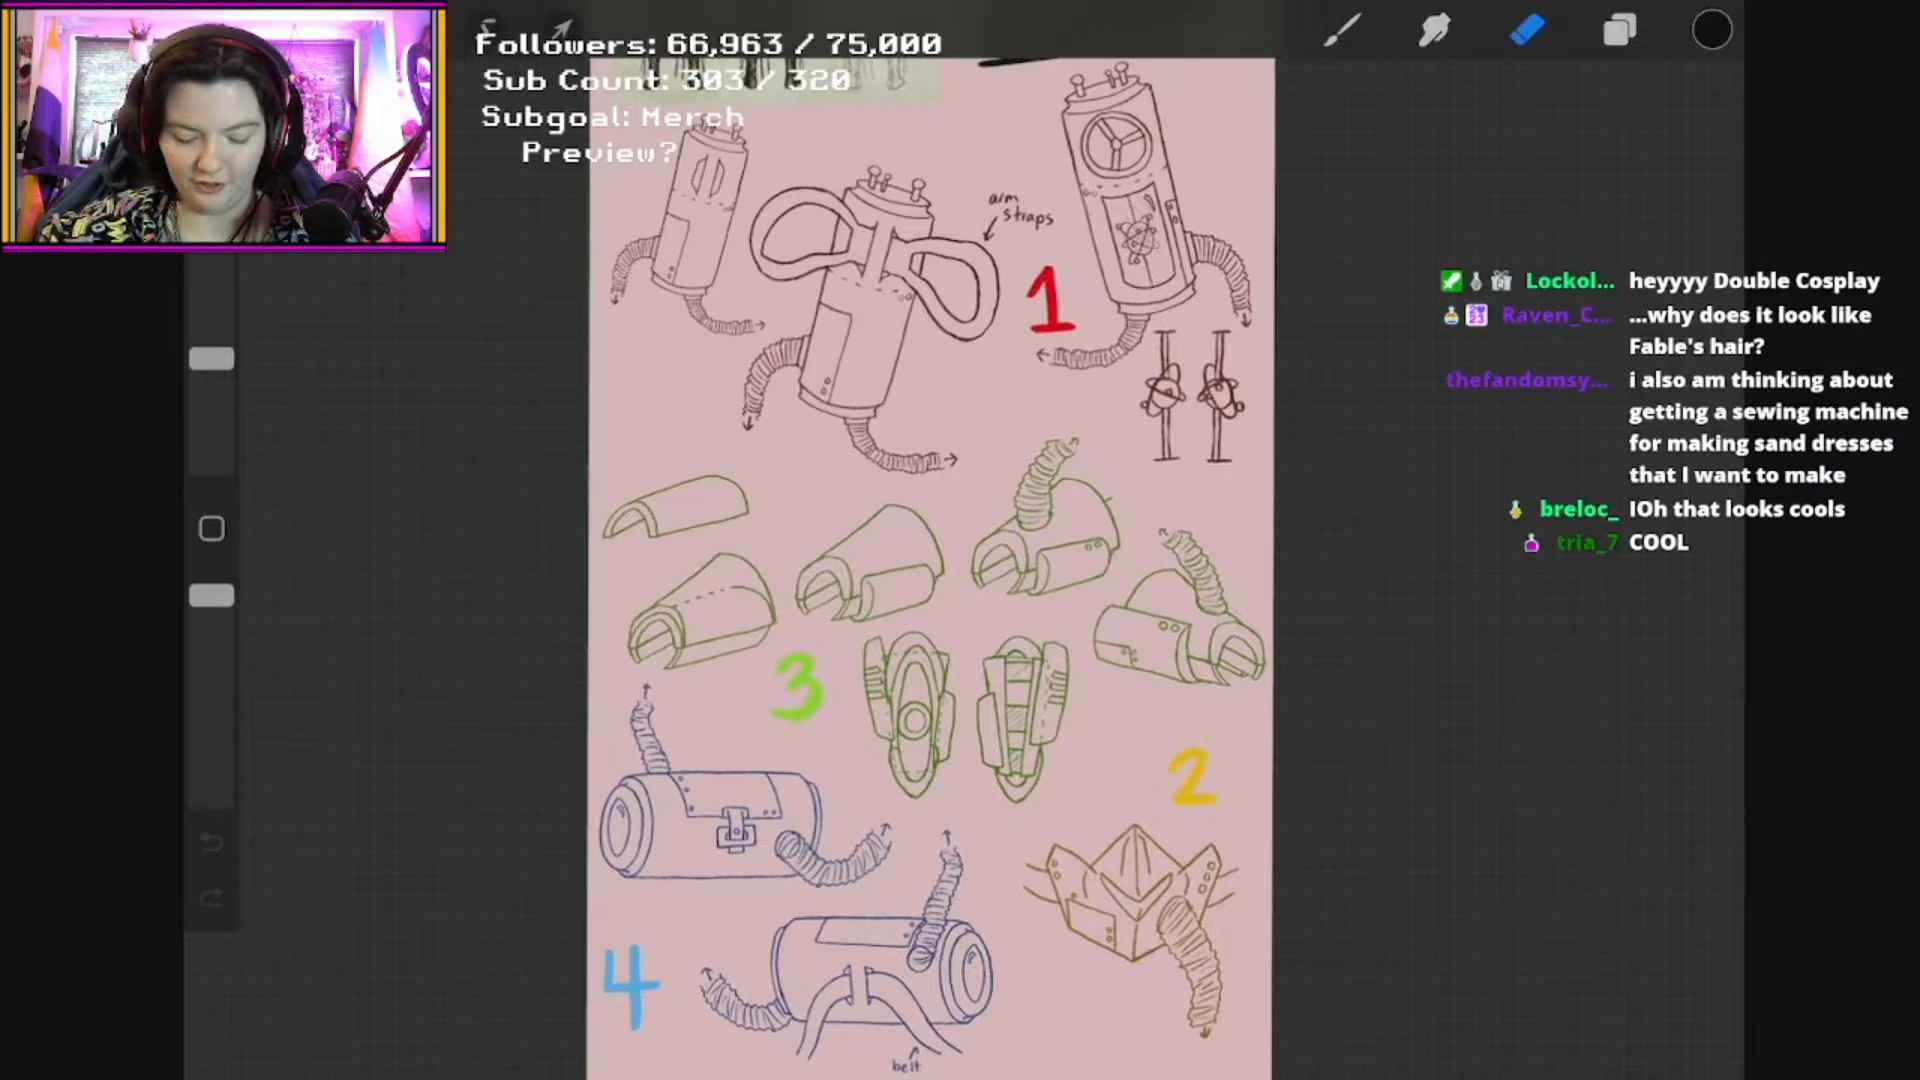 Followers: 66,963 / 75,000
Sub Count: 303 / 320
Subgoal: Merch
Preview?
arm
straps
1
3
2
4
belt
Lockol... heyyyy Double Cosplay
Raven_C... ...why does it look like
Fable's hair?
thefandomsy... i also am thinking about
getting a sewing machine
for making sand dresses
that I want to make
breloc_ IOh that looks cools
tria_7 COOL